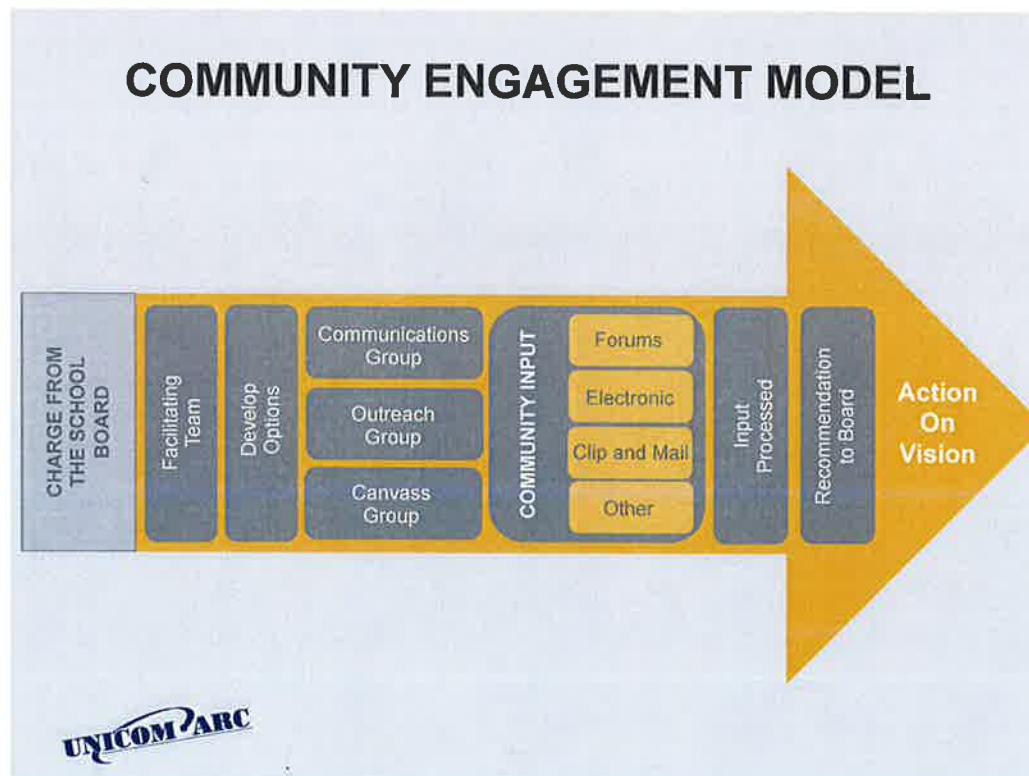 COMMUNITY ENGAGEMENT MODEL
CHARGE FROM
THE SCHOOL
BOARD
Facilitating
Team
Develop
Options
Communications
Group
Outreach
Group
Canvass
Group
COMMUNITY INPUT
Forums
Electronic
Clip and Mail
Other
Input
Processed
Recommendation
to Board
Action
On
Vision
UNICOM ARC